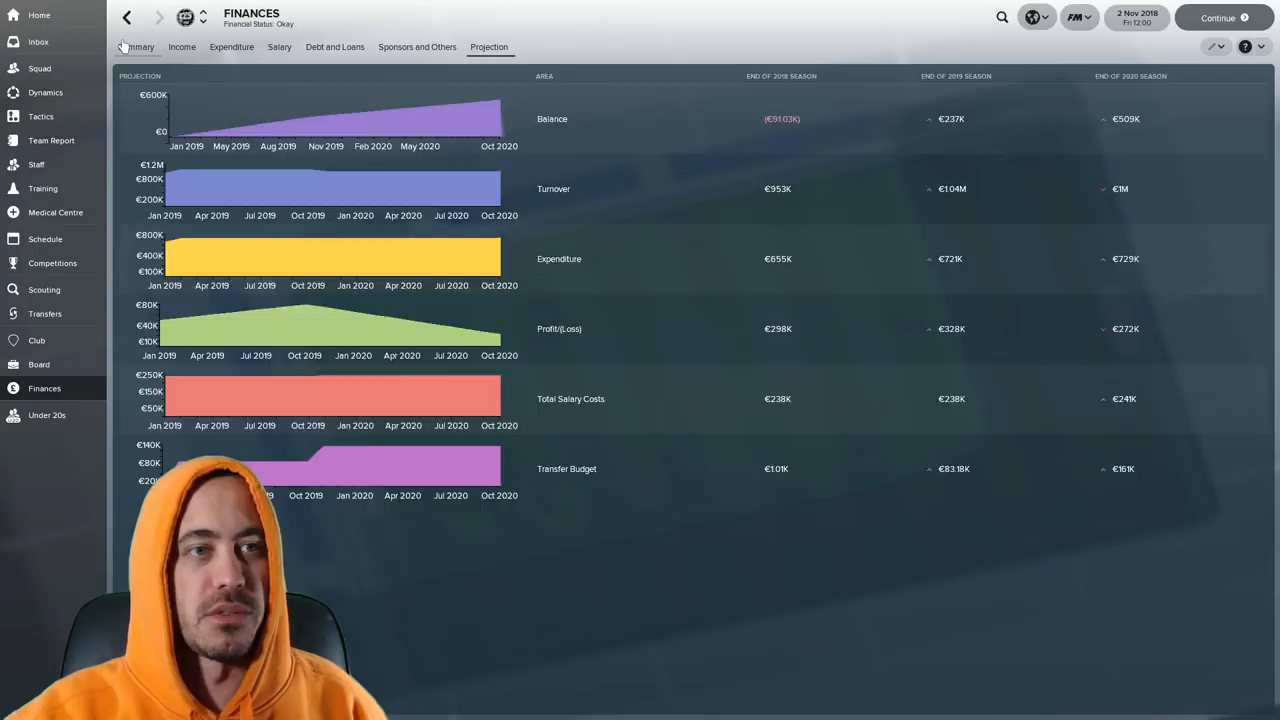 Home
Inbox
Squad
Dynamics
Tactics
Team Report
Staff
Training
Medical Centre
Schedule
Competitions
Scouting
Transfers
Club
Board
Finances
Under 20s
FINANCES
Financial Status: Okay
FM
2 Nov 2018
Fri 12:00
Continue
Income
Expenditure
Salary
Debt and Loans
Sponsors and Others
Projection
PROJECTION
AREA
END OF 2018 SEASON
END OF 2019 SEASON
END OF 2020 SEASON
€600K
€0
Jan 2019 May 2019 Aug 2019 Nov 2019 Feb 2020 May 2020 Oct 2020
Balance
(€91.03K)
€237K
€509K
€1.2M
€800K
€200K
Jan 2019 Apr 2019 Jul 2019 Oct 2019 Jan 2020 Apr 2020 Jul 2020 Oct 2020
Turnover
€953K
€1.04M
€1M
€800K
€400K
€100K
Jan 2019 Apr 2019 Jul 2019 Oct 2019 Jan 2020 Apr 2020 Jul 2020 Oct 2020
Expenditure
€655K
€721K
€729K
€80K
€40K
€10K
Jan 2019 Apr 2019 Jul 2019 Oct 2019 Jan 2020 Apr 2020 Jul 2020 Oct 2020
Profit/(Loss)
€298K
€328K
€272K
€250K
€150K
€50K
Jan 2019 Apr 2019 Jul 2019 Oct 2019 Jan 2020 Apr 2020 Jul 2020 Oct 2020
Total Salary Costs
€238K
€238K
€241K
€140K
€80K
Oct 2019 Jan 2020 Apr 2020 Jul 2020 Oct 2020
Transfer Budget
€1.01K
€83.18K
€161K